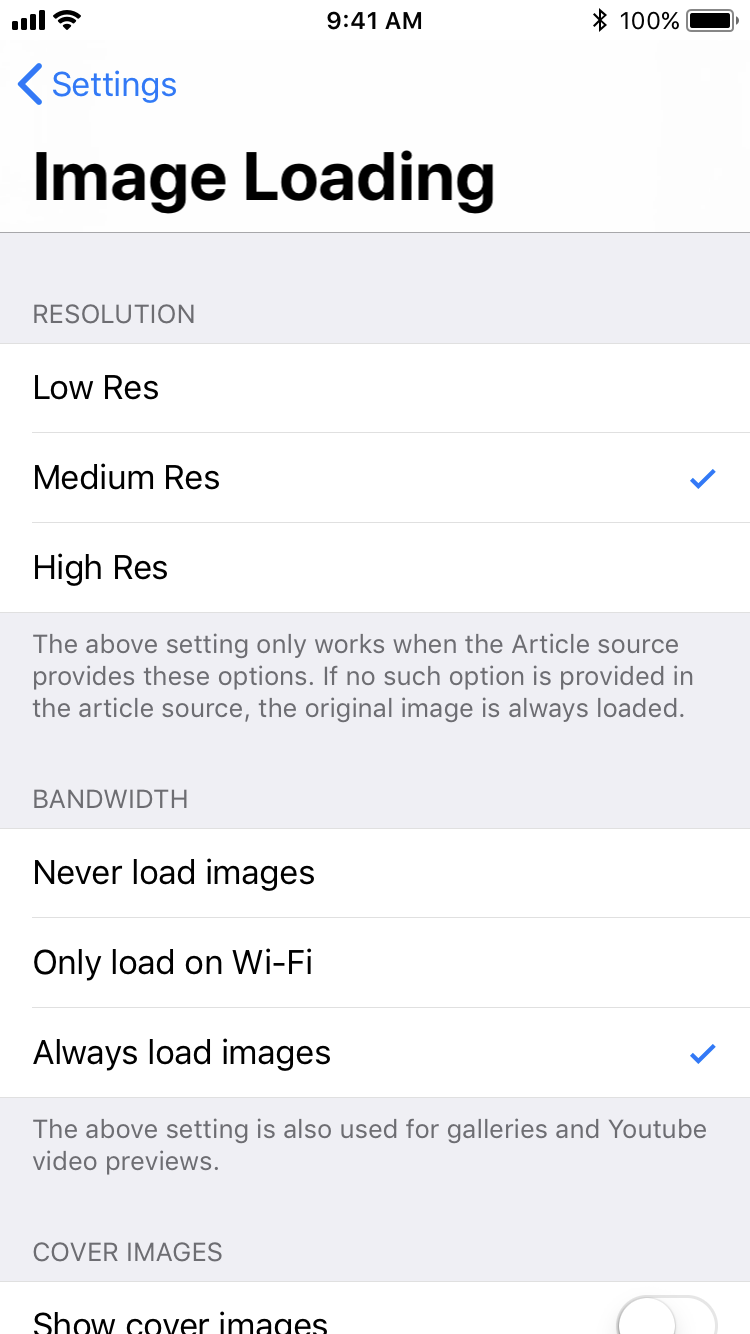 9:41 AM 100%
Settings
Image Loading
RESOLUTION
Low Res
Medium Res
High Res
The above setting only works when the Article source
provides these options. If no such option is provided in
the article source, the original image is always loaded.
BANDWIDTH
Never load images
Only load on Wi-Fi
Always load images
The above setting is also used for galleries and Youtube
video previews.
COVER IMAGES
Show cover images